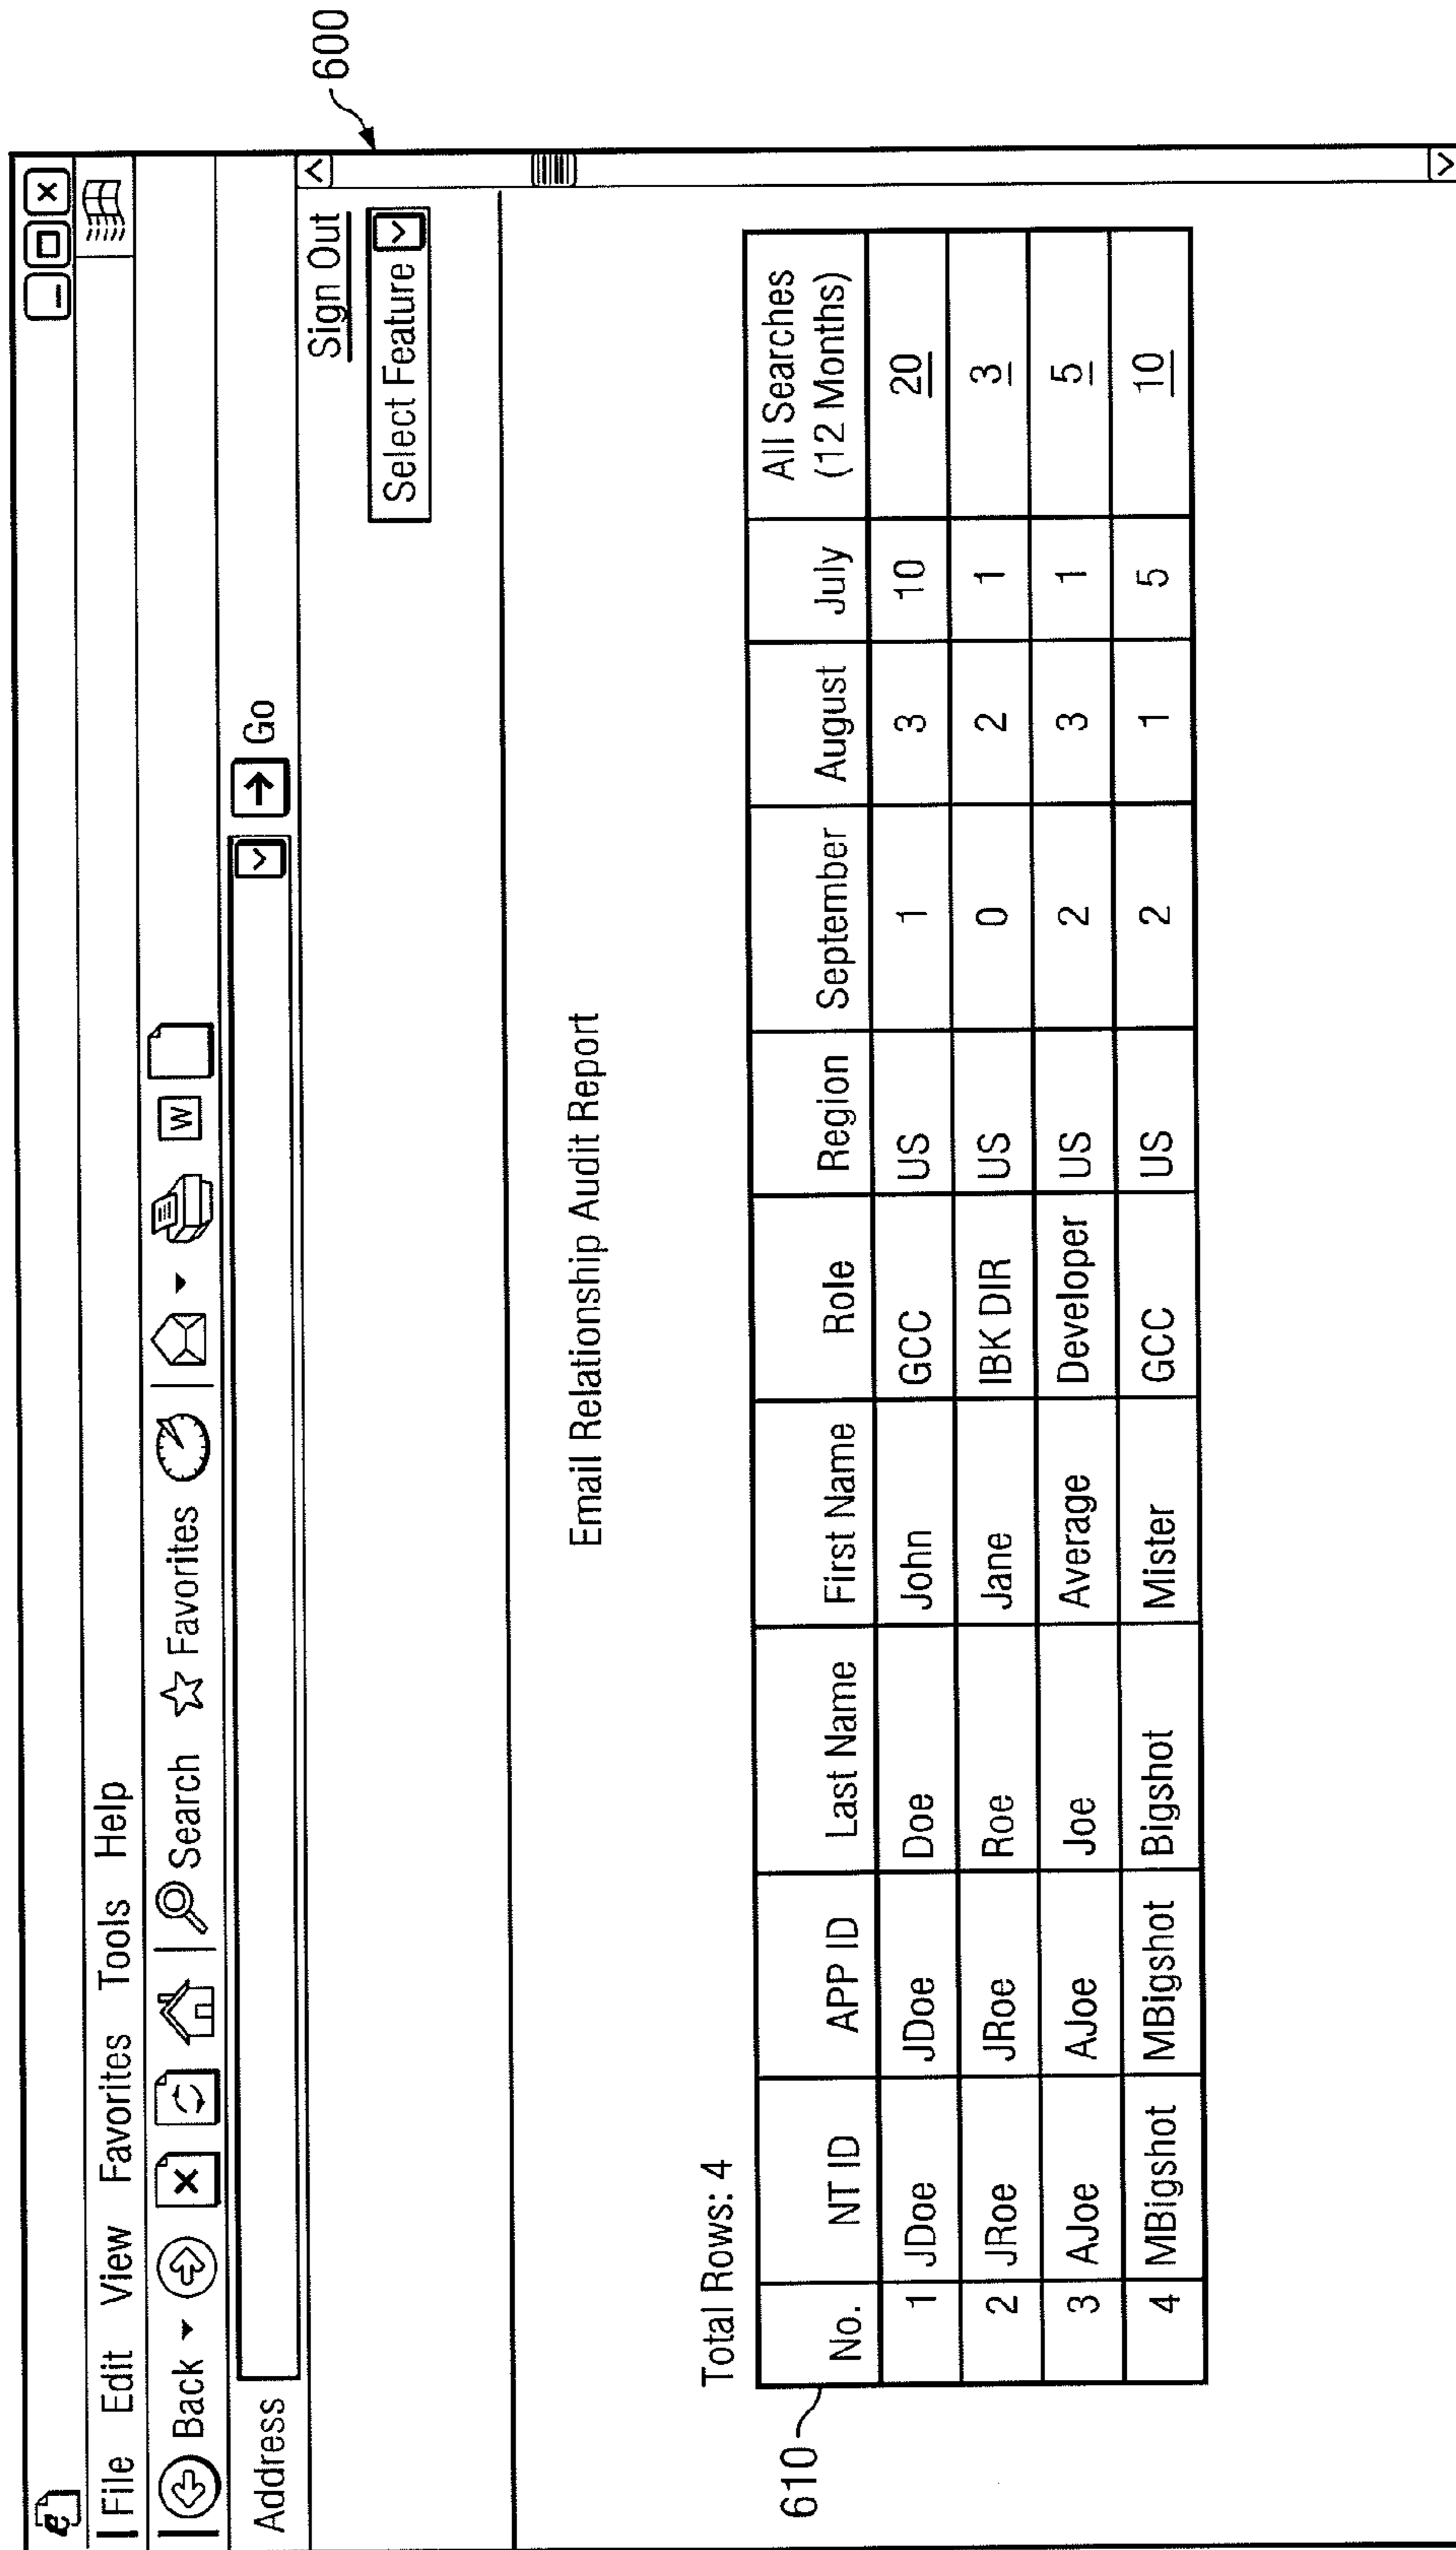 600
File Edit View Favorites Tools Help
Back Search Favorites W
Address Go
Sign Out
Select Feature
Email Relationship Audit Report
Total Rows: 4
610
No. NT ID APP ID Last Name First Name Role Region September August July All Searches (12 Months)
1 JDoe JDoe Doe John GCC US 1 3 10 20
2 JRoe JRoe Roe Jane IBK DIR US 0 2 1 3
3 AJoe AJoe Joe Average Developer US 2 3 1 5
4 MBigshot MBigshot Bigshot Mister GCC US 2 1 5 10